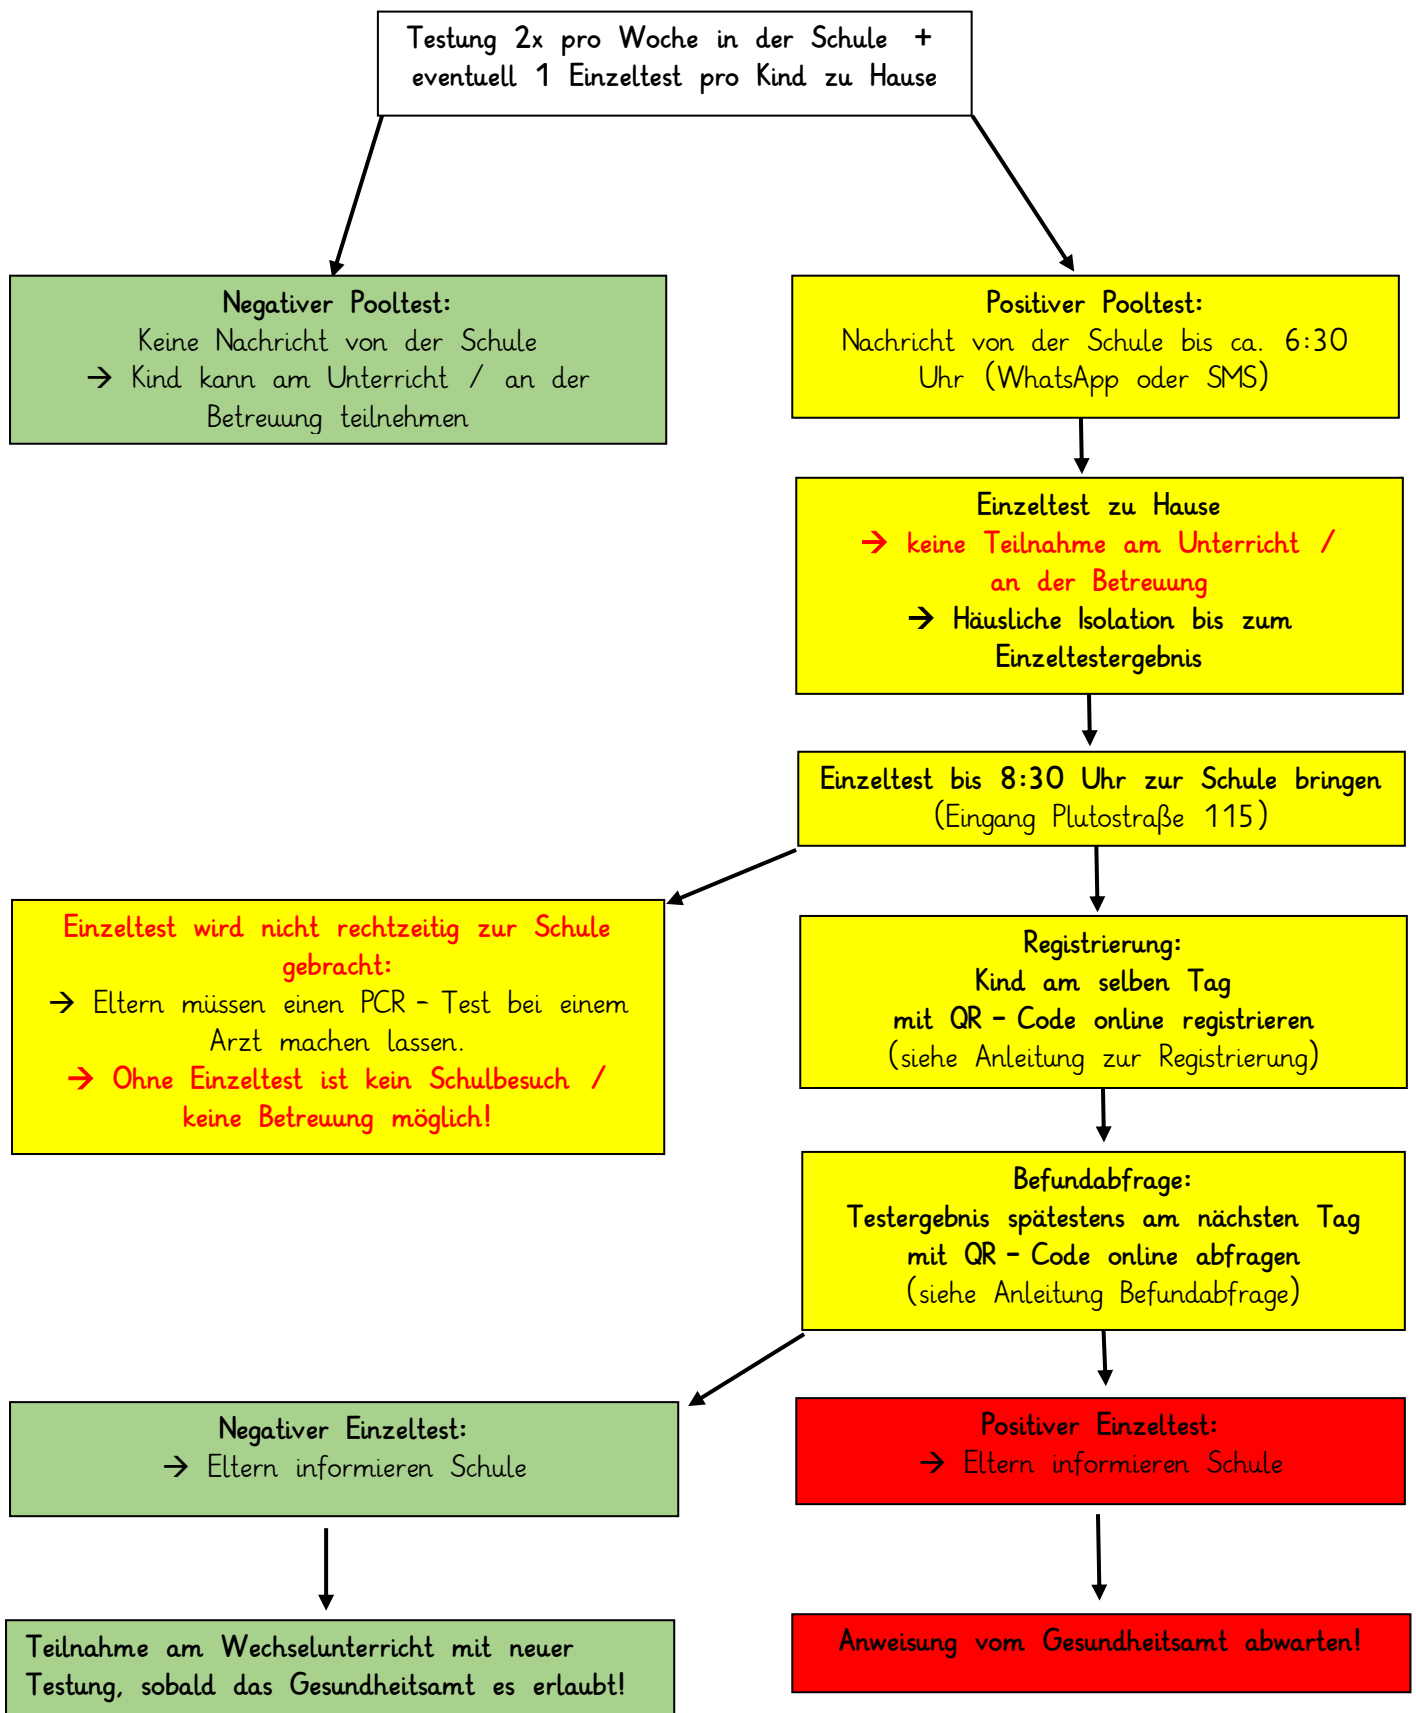 Testung 2x pro Woche in der Schule +
eventuell 1 Einzeltest pro Kind zu Hause
Negativer Pooltest:
Keine Nachricht von der Schule
→ Kind kann am Unterricht / an der
Betreuung teilnehmen
Positiver Pooltest:
Nachricht von der Schule bis ca. 6:30
Uhr (WhatsApp oder SMS)
Einzeltest zu Hause
→ keine Teilnahme am Unterricht /
an der Betreuung
→ Häusliche Isolation bis zum
Einzeltestergebnis
Einzeltest bis 8:30 Uhr zur Schule bringen
(Eingang Plutostraße 115)
Einzeltest wird nicht rechtzeitig zur Schule
gebracht:
→ Eltern müssen einen PCR - Test bei einem
Arzt machen lassen.
→ Ohne Einzeltest ist kein Schulbesuch /
keine Betreuung möglich!
Registrierung:
Kind am selben Tag
mit QR - Code online registrieren
(siehe Anleitung zur Registrierung)
Befundabfrage:
Testergebnis spätestens am nächsten Tag
mit QR - Code online abfragen
(siehe Anleitung Befundabfrage)
Negativer Einzeltest:
→ Eltern informieren Schule
Positiver Einzeltest:
→ Eltern informieren Schule
Teilnahme am Wechselunterricht mit neuer
Testung, sobald das Gesundheitsamt es erlaubt!
Anweisung vom Gesundheitsamt abwarten!